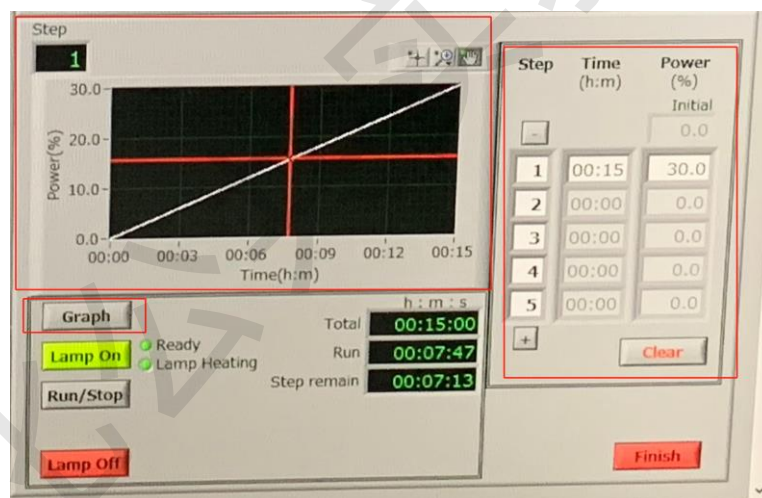 Step
1
30.0
20.0
10.0
0.0
Power(%)
00:00 00:03 00:06 00:09 00:12 00:15
Time(h:m)
Step Time Power
(h:m) (%)
Initial
- 0.0
1 00:15 30.0
2 00:00 0.0
3 00:00 0.0
4 00:00 0.0
5 00:00 0.0
+ Clear
Graph
Lamp On
Ready
Lamp Heating
Run/Stop
Lamp Off
h : m : s
Total 00:15:00
Run 00:07:47
Step remain 00:07:13
Finish